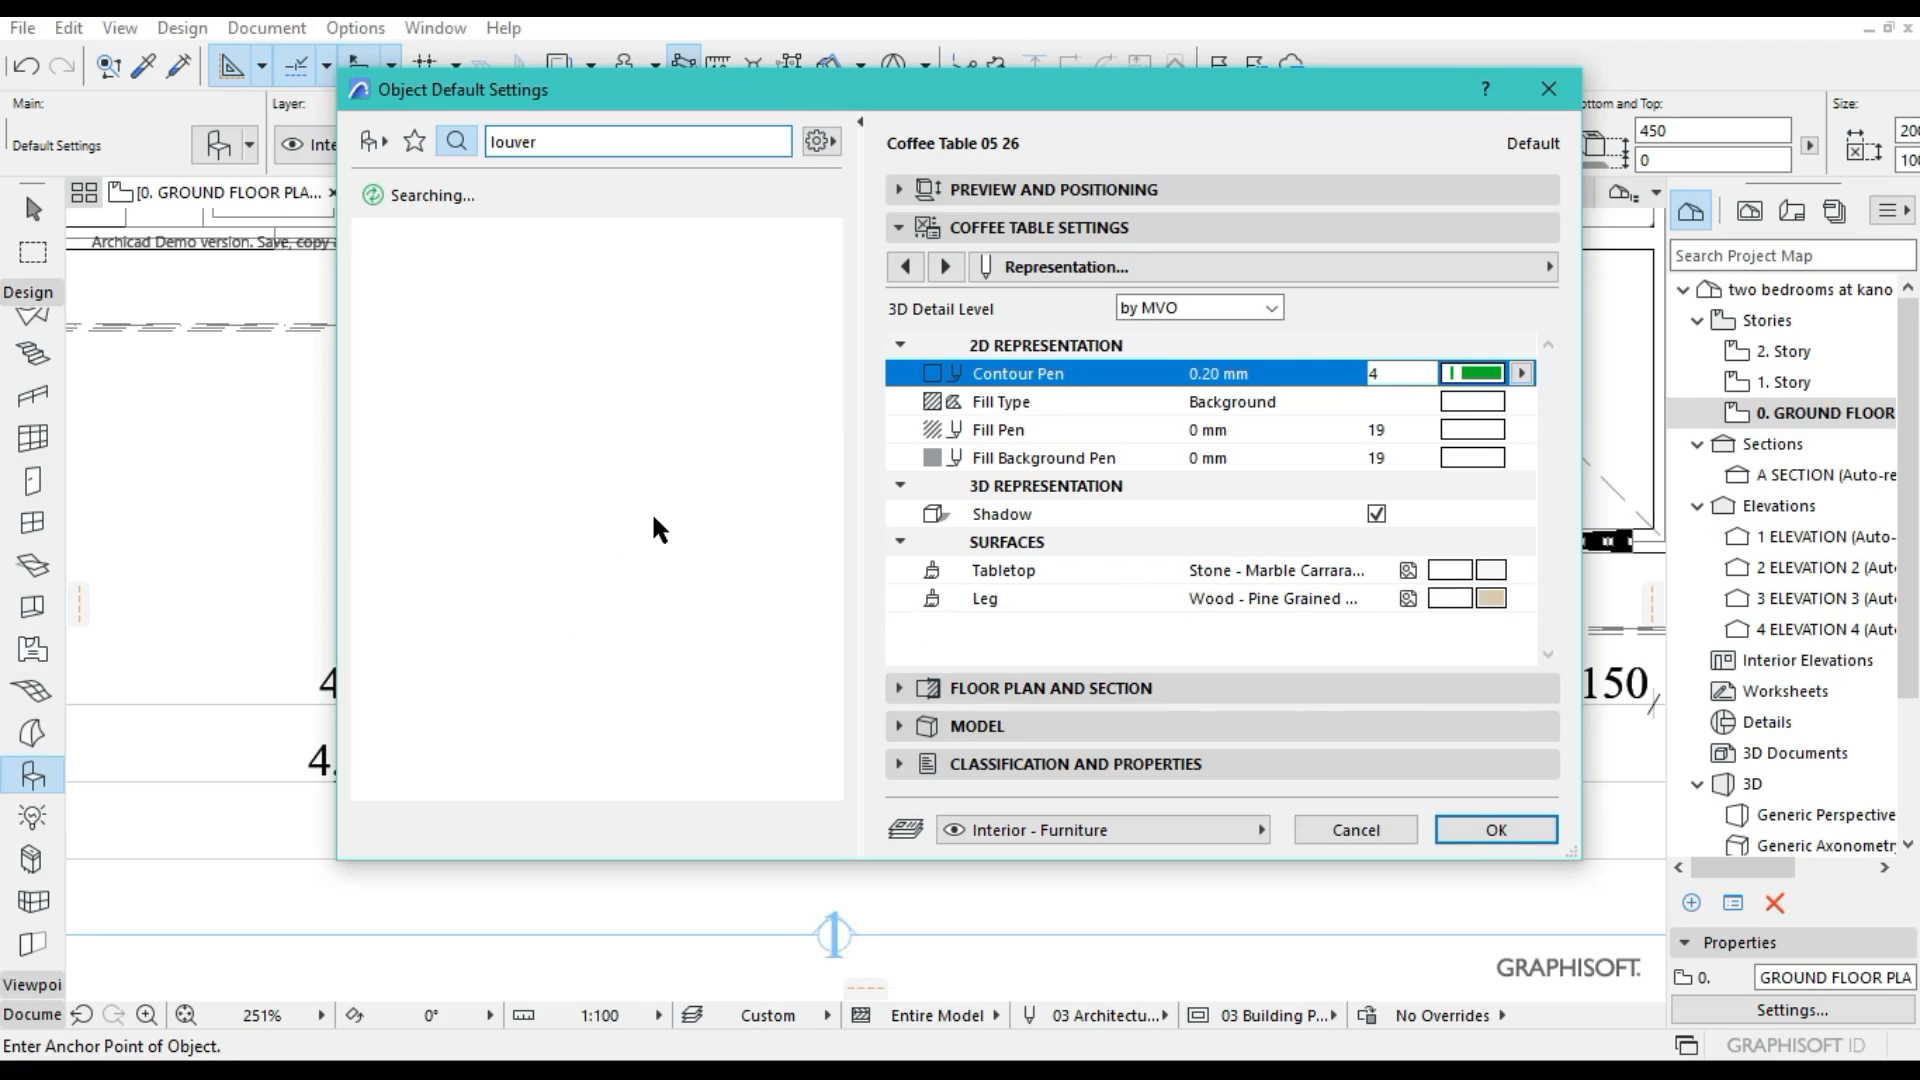 File Edit View Design Document Options Window Help
Object Default Settings ?
Main:
Default Settings
Layer:
louver
Searching...
Coffee Table 05 26 Default
PREVIEW AND POSITIONING
COFFEE TABLE SETTINGS
Representation...
3D Detail Level by MVO
2D REPRESENTATION
Contour Pen 0.20 mm 4
Fill Type Background
Fill Pen 0 mm 19
Fill Background Pen 0 mm 19
3D REPRESENTATION
Shadow
SURFACES
Tabletop Stone - Marble Carrara...
Leg Wood - Pine Grained ...
FLOOR PLAN AND SECTION
MODEL
CLASSIFICATION AND PROPERTIES
Interior - Furniture Cancel OK
ttom and Top:
450
0
Size:
200
100
[0. GROUND FLOOR PLA...
Archicad Demo version. Save, copy
Design
4
4.
150
1
GRAPHISOFT.
Search Project Map
two bedrooms at kano
Stories
2. Story
1. Story
0. GROUND FLOOR
Sections
A SECTION (Auto-re
Elevations
1 ELEVATION (Auto-
2 ELEVATION 2 (Aut
3 ELEVATION 3 (Aut
4 ELEVATION 4 (Aut
Interior Elevations
Worksheets
Details
3D Documents
3D
Generic Perspective
Generic Axonometr
Properties
0. GROUND FLOOR PLA
Settings...
Viewpoi
Docume 251% 0° 1:100 Custom Entire Model 03 Architectu... 03 Building P... No Overrides
Enter Anchor Point of Object. GRAPHISOFT ID